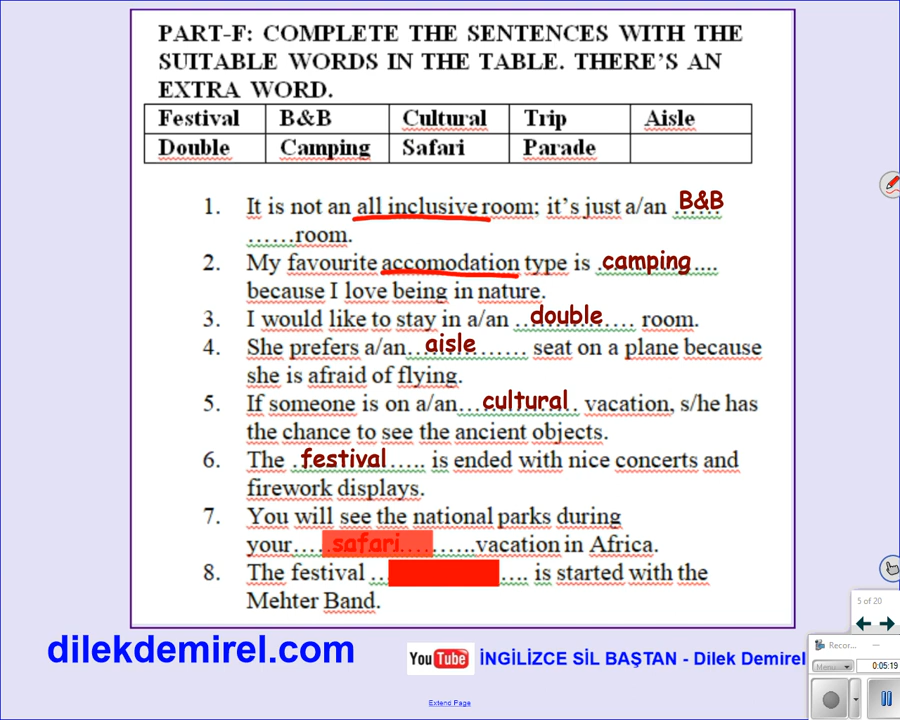 PART-F: COMPLETE THE SENTENCES WITH THE
SUITABLE WORDS IN THE TABLE. THERE'S AN
EXTRA WORD.
Festival B&B Cultural Trip Aisle
Double Camping Safari Parade
1. It is not an all inclusive room; it's just a/an ..B&B..
……room.
2. My favourite accomodation type is .camping....
because I love being in nature.
3. I would like to stay in a/an …double…… room.
4. She prefers a/an…aisle……… seat on a plane because
she is afraid of flying.
5. If someone is on a/an…cultural. vacation, s/he has
the chance to see the ancient objects.
6. The .festival….. is ended with nice concerts and
firework displays.
7. You will see the national parks during
your….safari…..…..vacation in Africa.
8. The festival … …. is started with the
Mehter Band.
5 of 20
dilekdemirel.com
YouTube İNGİLİZCE SİL BAŞTAN - Dilek Demirel
Recor...
Menu
0:05:19
Extend Page